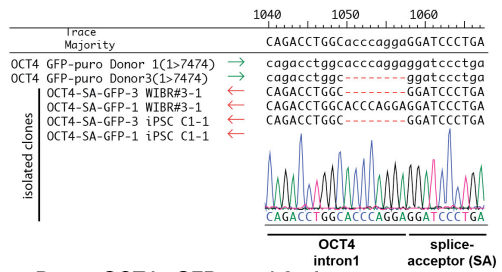 1040 1050 1060
Trace
Majority CAGACCTGGCacccaggaGGATCCCTGA
OCT4 GFP-puro Donor 1(1>7474) → cagacctggcacccaggaggatccctga
OCT4 GFP-puro Donor3(1>7474) → cagacctggc--------ggatccctga
OCT4-SA-GFP-3 WIBR#3-1 ← CAGACCTGGC--------GGATCCCTGA
OCT4-SA-GFP-1 WIBR#3-1 ← CAGACCTGGCACCCAGGAGGATCCCTGA
OCT4-SA-GFP-3 iPSC C1-1 ← CAGACCTGGC--------GGATCCCTGA
OCT4-SA-GFP-1 iPSC C1-1 ←
isolated clones
CAGACCTGGCACCCAGGAGGATCCCTGA
OCT4 splice-
intron1 acceptor (SA)